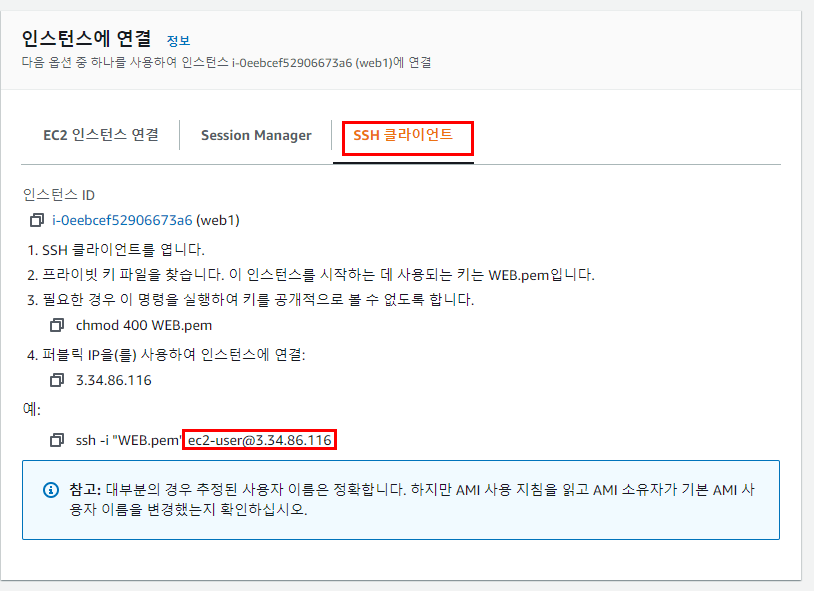 인스턴스에 연결 정보
다음 옵션 중 하나를 사용하여 인스턴스 i-0eebcef52906673a6 (web1)에 연결
EC2 인스턴스 연결 Session Manager SSH 클라이언트
인스턴스 ID
i-0eebcef52906673a6 (web1)
1. SSH 클라이언트를 엽니다.
2. 프라이빗 키 파일을 찾습니다. 이 인스턴스를 시작하는 데 사용되는 키는 WEB.pem입니다.
3. 필요한 경우 이 명령을 실행하여 키를 공개적으로 볼 수 없도록 합니다.
chmod 400 WEB.pem
4. 퍼블릭 IP을(를) 사용하여 인스턴스에 연결:
3.34.86.116
예:
ssh -i "WEB.pem" ec2-user@3.34.86.116
참고: 대부분의 경우 추정된 사용자 이름은 정확합니다. 하지만 AMI 사용 지침을 읽고 AMI 소유자가 기본 AMI 사
용자 이름을 변경했는지 확인하십시오.